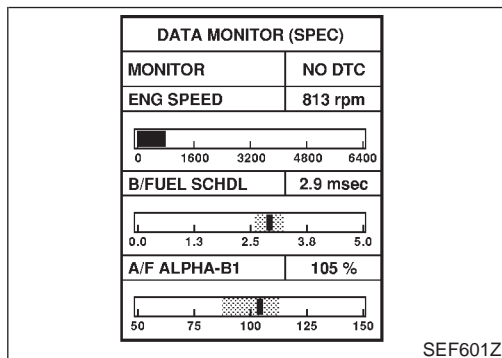 DATA MONITOR (SPEC)
MONITOR NO DTC
ENG SPEED 813 rpm
0 1600 3200 4800 6400
B/FUEL SCHDL 2.9 msec
0.0 1.3 2.5 3.8 5.0
A/F ALPHA-B1 105 %
50 75 100 125 150
SEF601Z